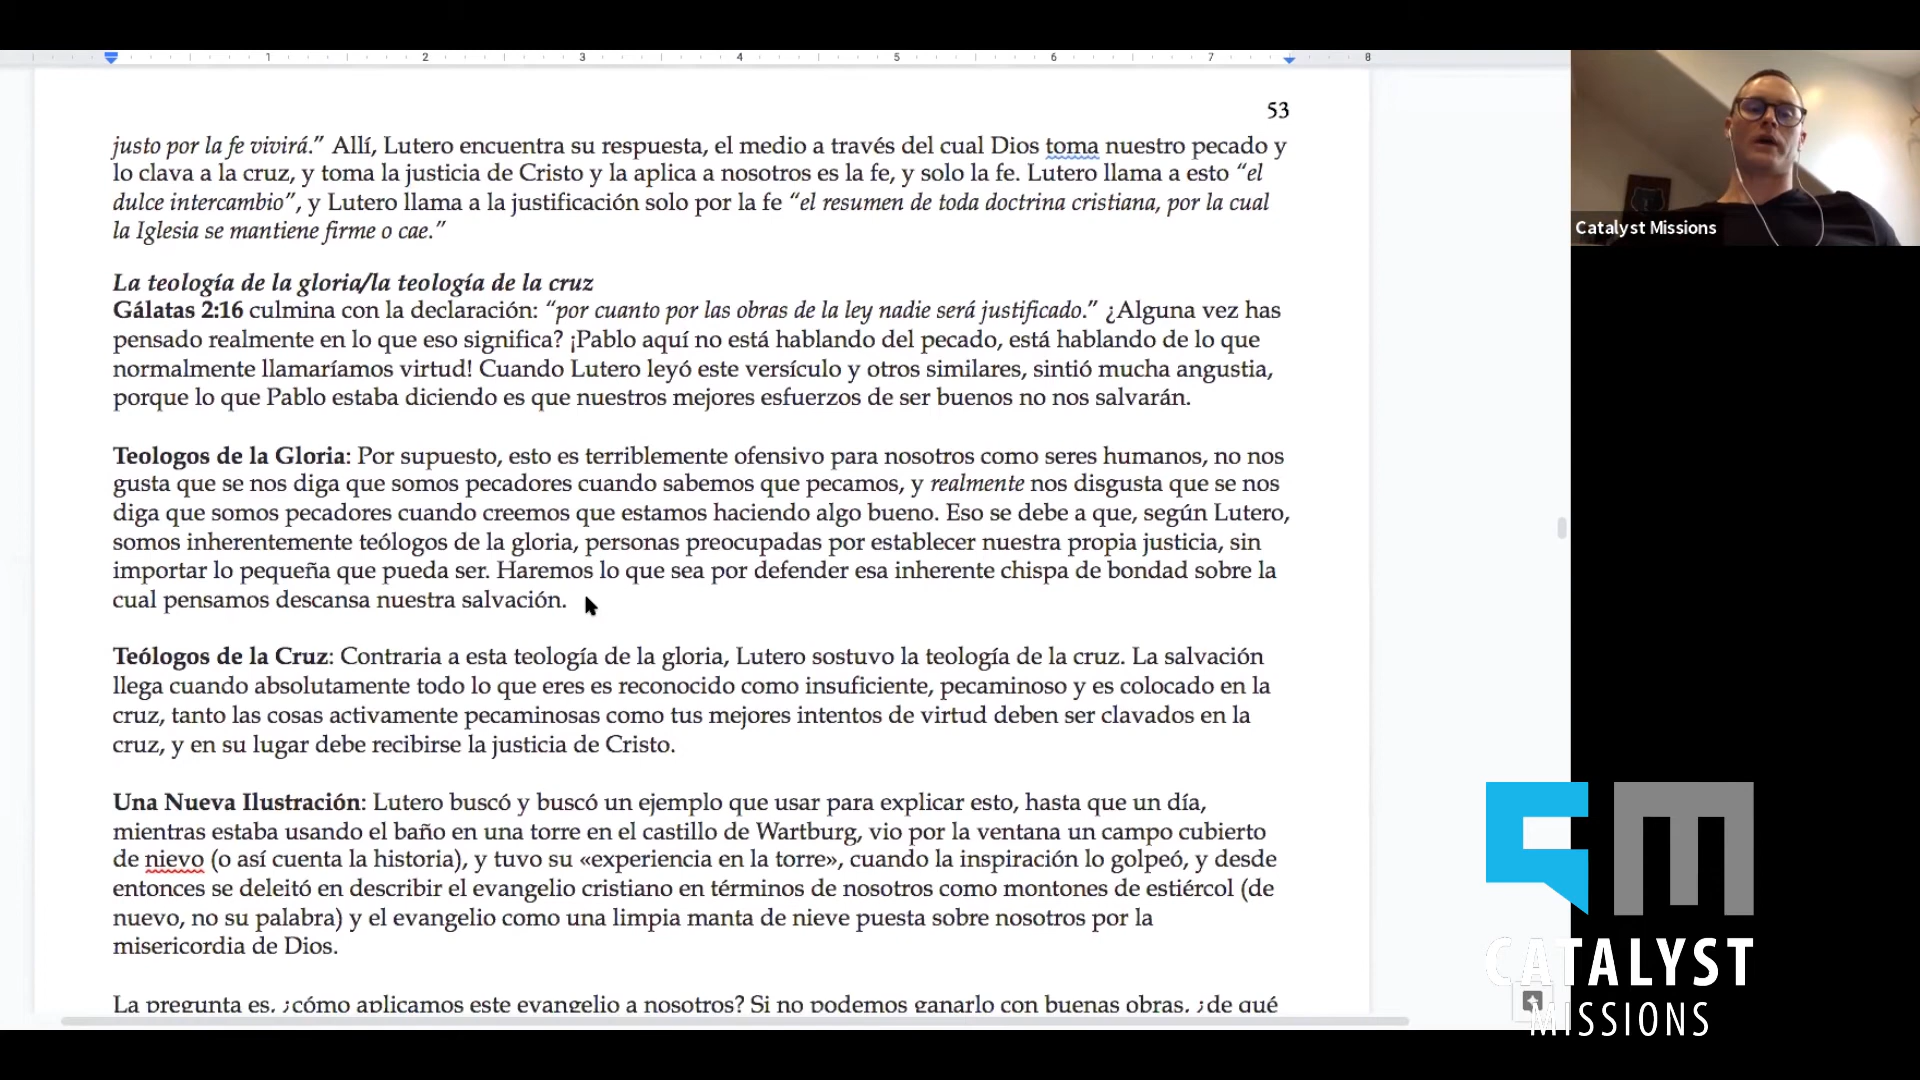 1 2 3 4 5 6 7 8
53
justo por la fe vivirá.” Allí, Lutero encuentra su respuesta, el medio a través del cual Dios toma nuestro pecado y
lo clava a la cruz, y toma la justicia de Cristo y la aplica a nosotros es la fe, y solo la fe. Lutero llama a esto “el
dulce intercambio”, y Lutero llama a la justificación solo por la fe “el resumen de toda doctrina cristiana, por la cual
la Iglesia se mantiene firme o cae.”
La teología de la gloria/la teología de la cruz
Gálatas 2:16 culmina con la declaración: “por cuanto por las obras de la ley nadie será justificado.” ¿Alguna vez has
pensado realmente en lo que eso significa? ¡Pablo aquí no está hablando del pecado, está hablando de lo que
normalmente llamaríamos virtud! Cuando Lutero leyó este versículo y otros similares, sintió mucha angustia,
porque lo que Pablo estaba diciendo es que nuestros mejores esfuerzos de ser buenos no nos salvarán.
Teologos de la Gloria: Por supuesto, esto es terriblemente ofensivo para nosotros como seres humanos, no nos
gusta que se nos diga que somos pecadores cuando sabemos que pecamos, y realmente nos disgusta que se nos
diga que somos pecadores cuando creemos que estamos haciendo algo bueno. Eso se debe a que, según Lutero,
somos inherentemente teólogos de la gloria, personas preocupadas por establecer nuestra propia justicia, sin
importar lo pequeña que pueda ser. Haremos lo que sea por defender esa inherente chispa de bondad sobre la
cual pensamos descansa nuestra salvación.
Teólogos de la Cruz: Contraria a esta teología de la gloria, Lutero sostuvo la teología de la cruz. La salvación
llega cuando absolutamente todo lo que eres es reconocido como insuficiente, pecaminoso y es colocado en la
cruz, tanto las cosas activamente pecaminosas como tus mejores intentos de virtud deben ser clavados en la
cruz, y en su lugar debe recibirse la justicia de Cristo.
Una Nueva Ilustración: Lutero buscó y buscó un ejemplo que usar para explicar esto, hasta que un día,
mientras estaba usando el baño en una torre en el castillo de Wartburg, vio por la ventana un campo cubierto
de nievo (o así cuenta la historia), y tuvo su «experiencia en la torre», cuando la inspiración lo golpeó, y desde
entonces se deleitó en describir el evangelio cristiano en términos de nosotros como montones de estiércol (de
nuevo, no su palabra) y el evangelio como una limpia manta de nieve puesta sobre nosotros por la
misericordia de Dios.
La pregunta es, ¿cómo aplicamos este evangelio a nosotros? Si no podemos ganarlo con buenas obras, ¿de qué
Catalyst Missions
CATALYST
MISSIONS